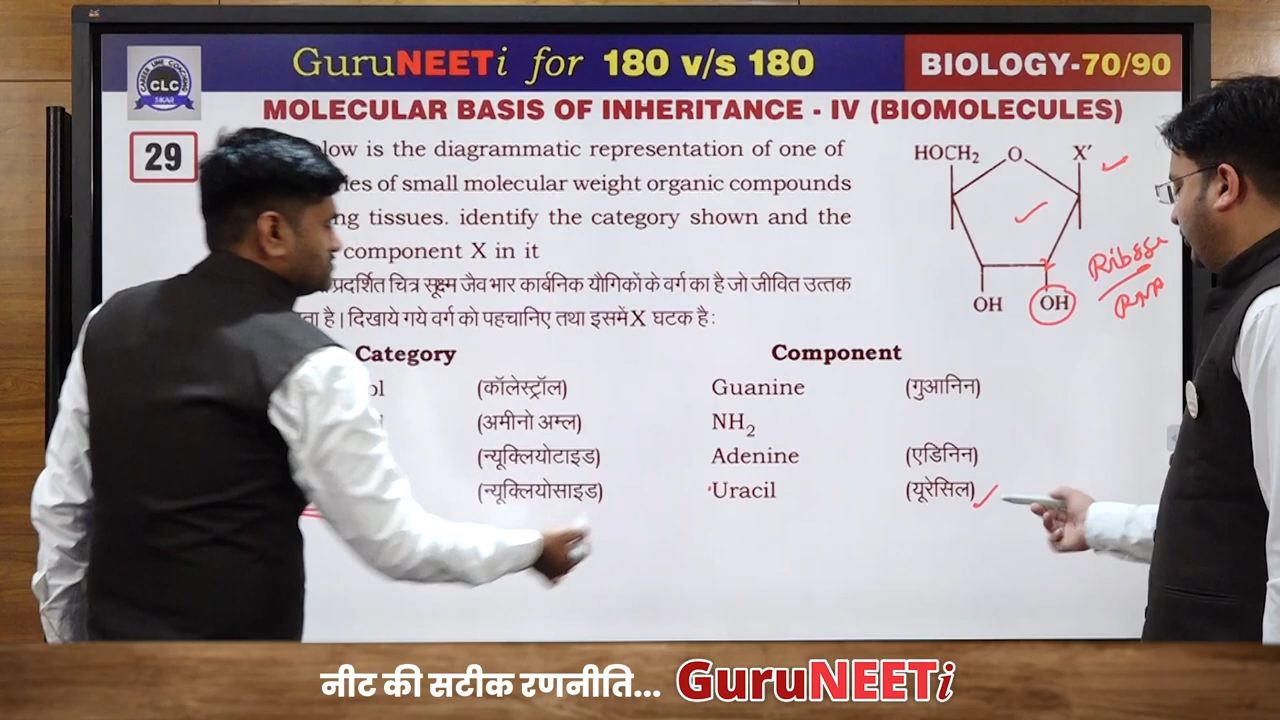 GuruNEETi for 180 v/s 180
BIOLOGY-70/90
CLC
SIKAR
MOLECULAR BASIS OF INHERITANCE - IV (BIOMOLECULES)
29
low is the diagrammatic representation of one of
ies of small molecular weight organic compounds
ng tissues. identify the category shown and the
component X in it
प्रदर्शित चित्र सूक्ष्म जैव भार कार्बनिक यौगिकों के वर्ग का है जो जीवित उत्तक
ता है। दिखाये गये वर्ग को पहचानिए तथा इसमें X घटक है :
HOCH2 O X'
OH OH
Ribose
RNA
Category Component
ol (कॉलेस्ट्रॉल) Guanine (गुआनिन)
(अमीनो अम्ल) NH2
(न्यूक्लियोटाइड) Adenine (एडिनिन)
(न्यूक्लियोसाइड) Uracil (यूरेसिल)
नीट की सटीक रणनीति... GuruNEETi